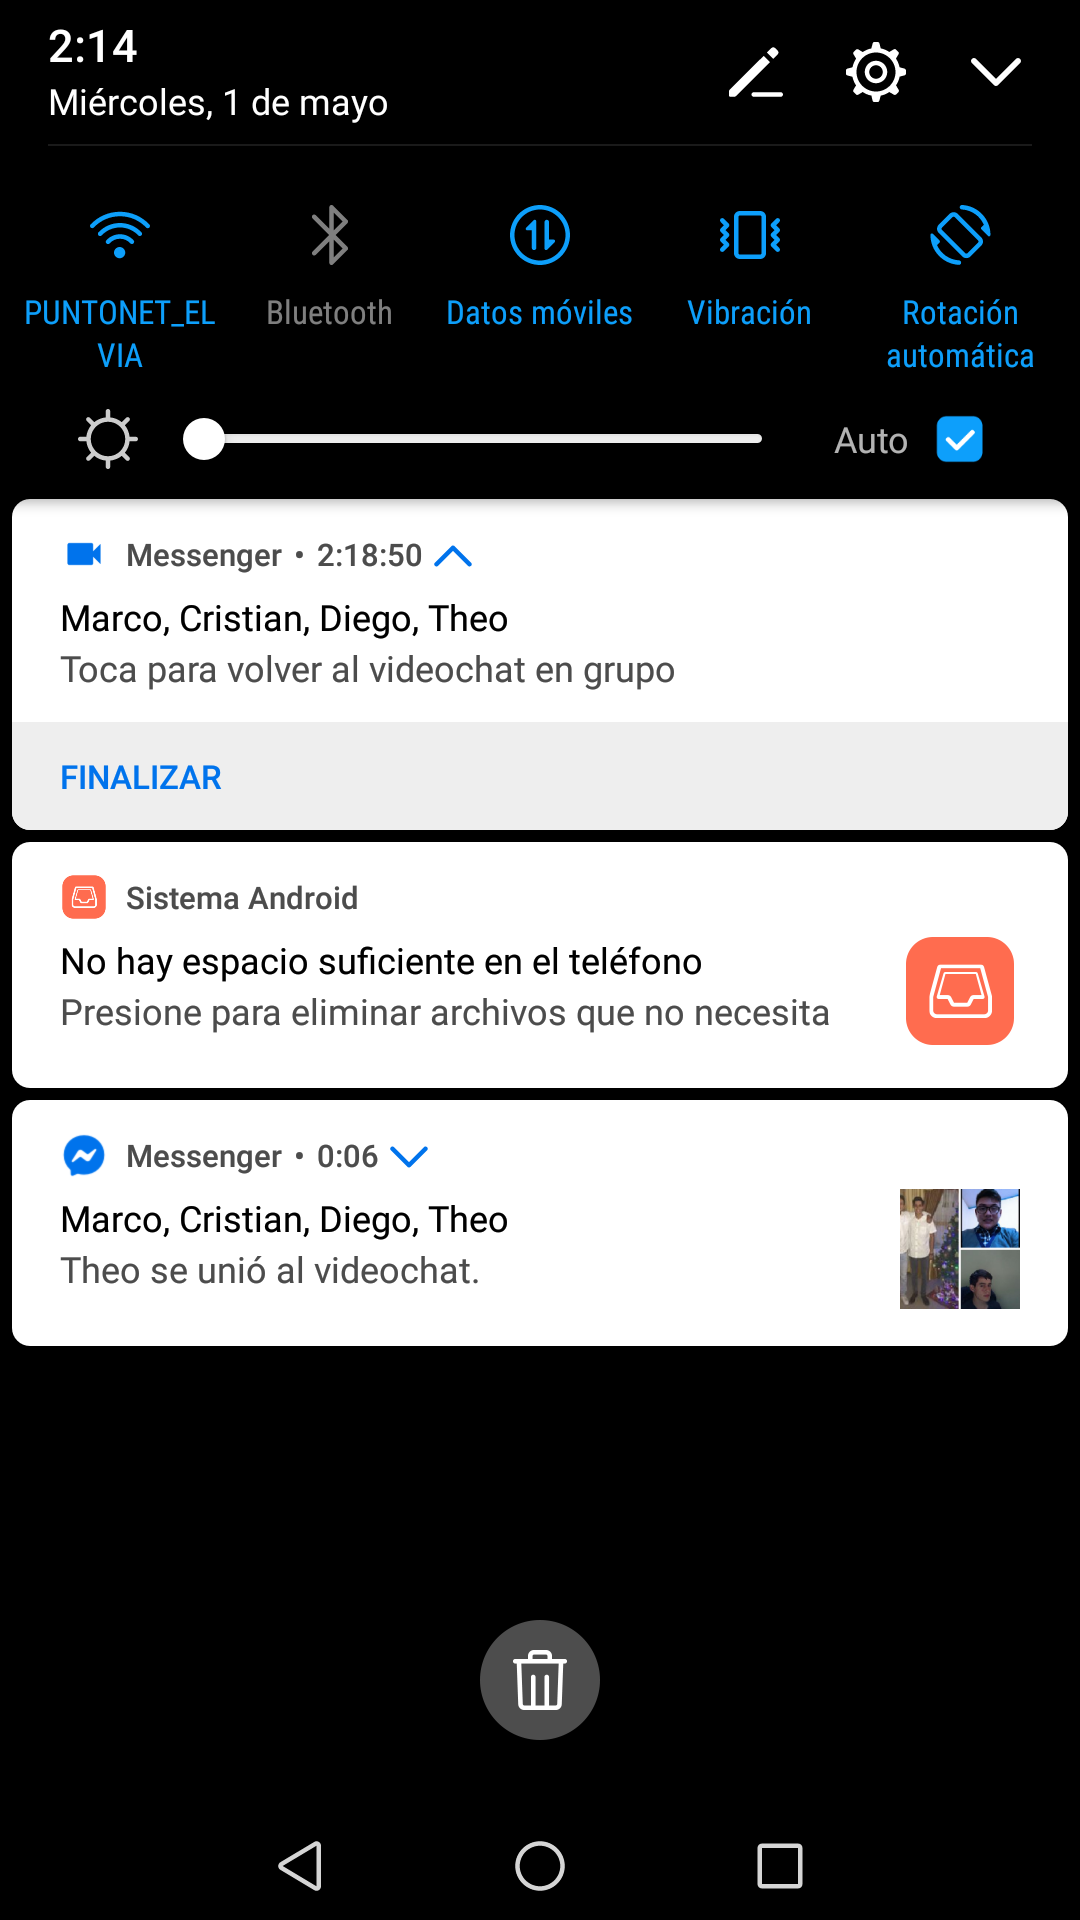 2:14
Miércoles, 1 de mayo
PUNTONET_EL
VIA
Bluetooth
Datos móviles
Vibración
Rotación
automática
Auto
Messenger • 2:18:50
Marco, Cristian, Diego, Theo
Toca para volver al videochat en grupo
FINALIZAR
Sistema Android
No hay espacio suficiente en el teléfono
Presione para eliminar archivos que no necesita
Messenger • 0:06
Marco, Cristian, Diego, Theo
Theo se unió al videochat.